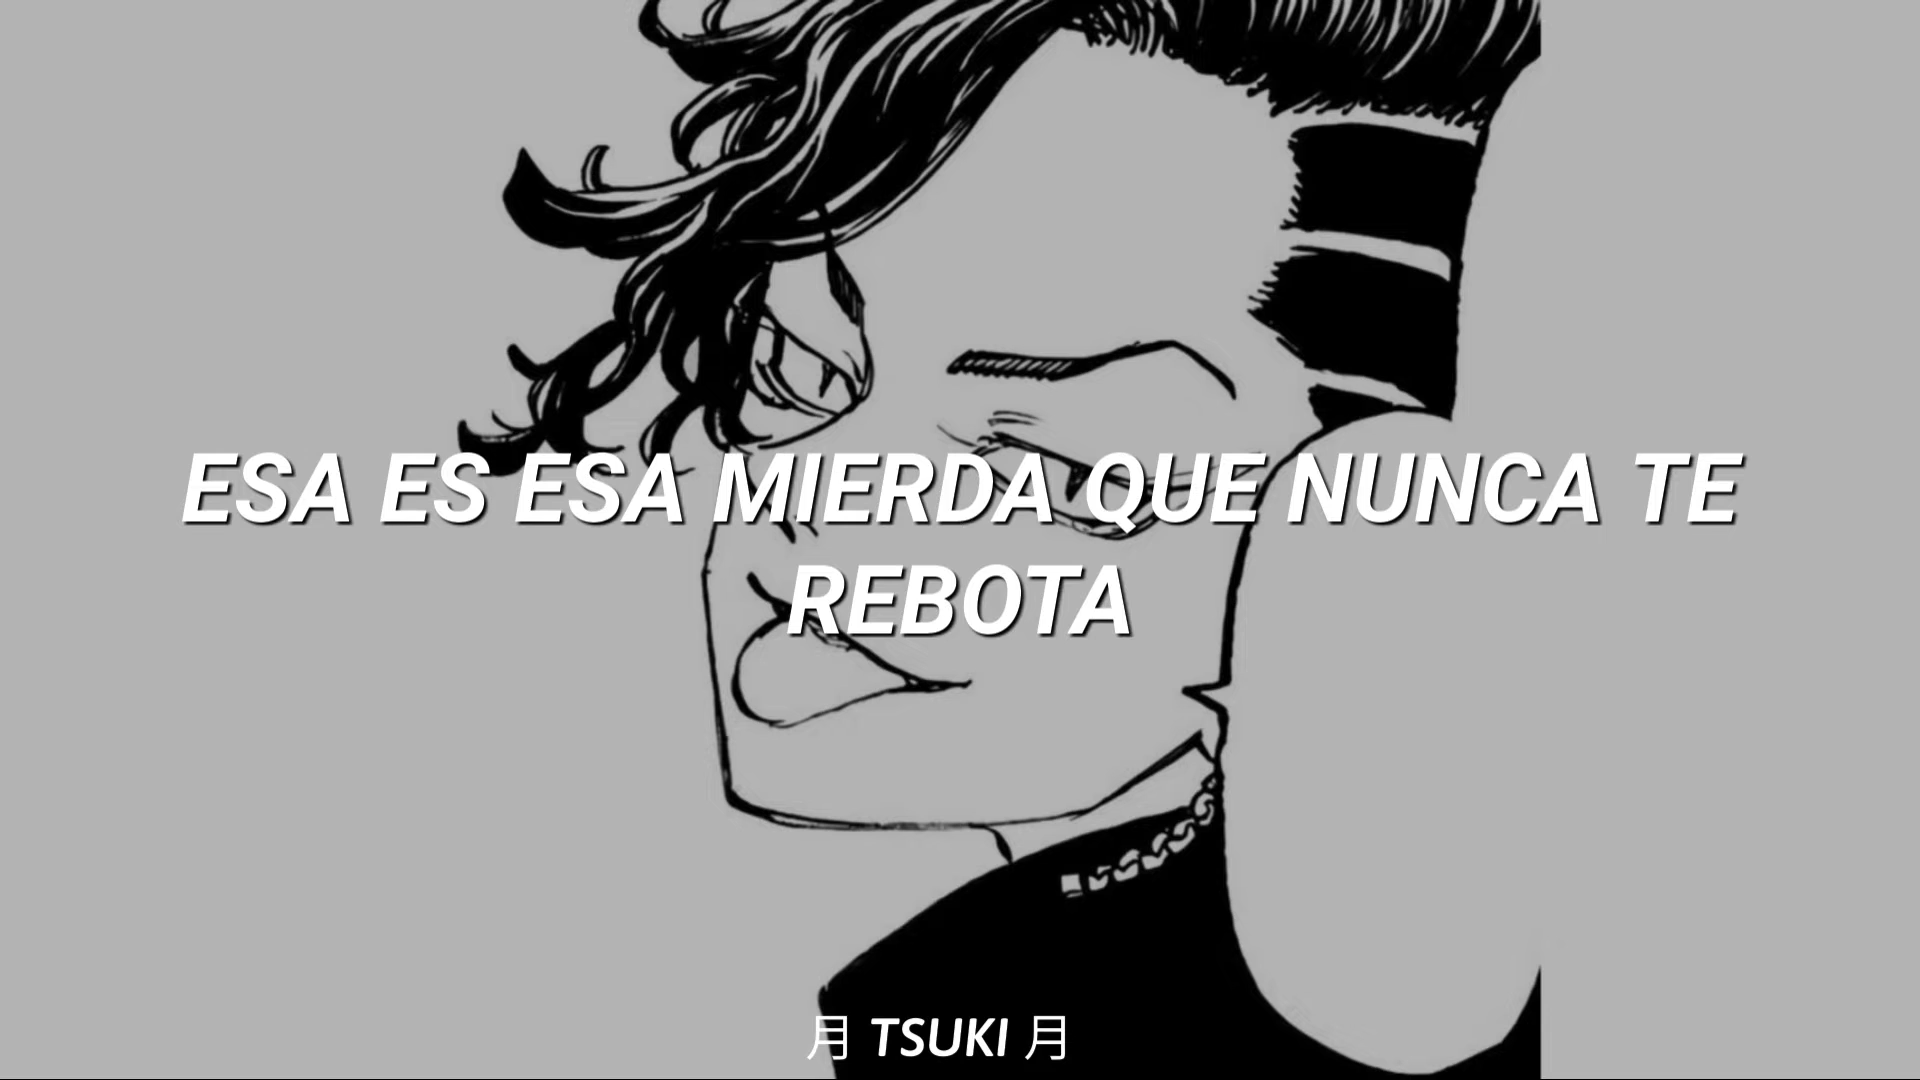 ESA ES ESA MIERDA QUE NUNCA TE
REBOTA
月 TSUKI 月